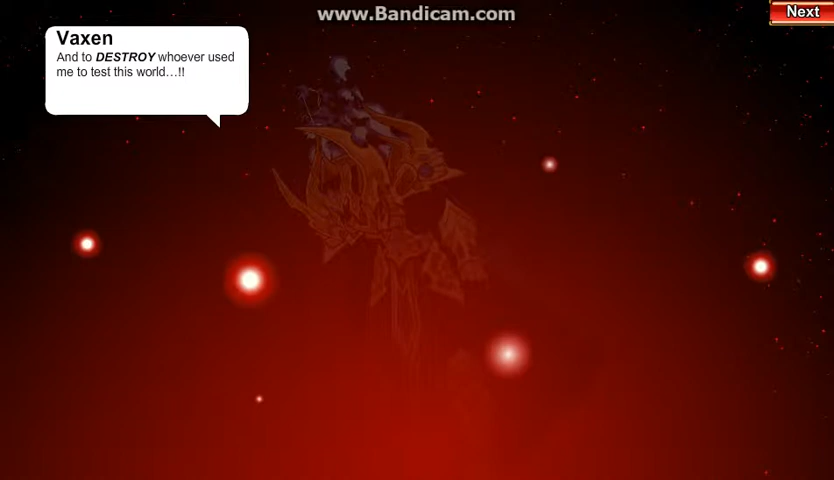 www.Bandicam.com
Next
Vaxen
And to DESTROY whoever used
me to test this world...!!